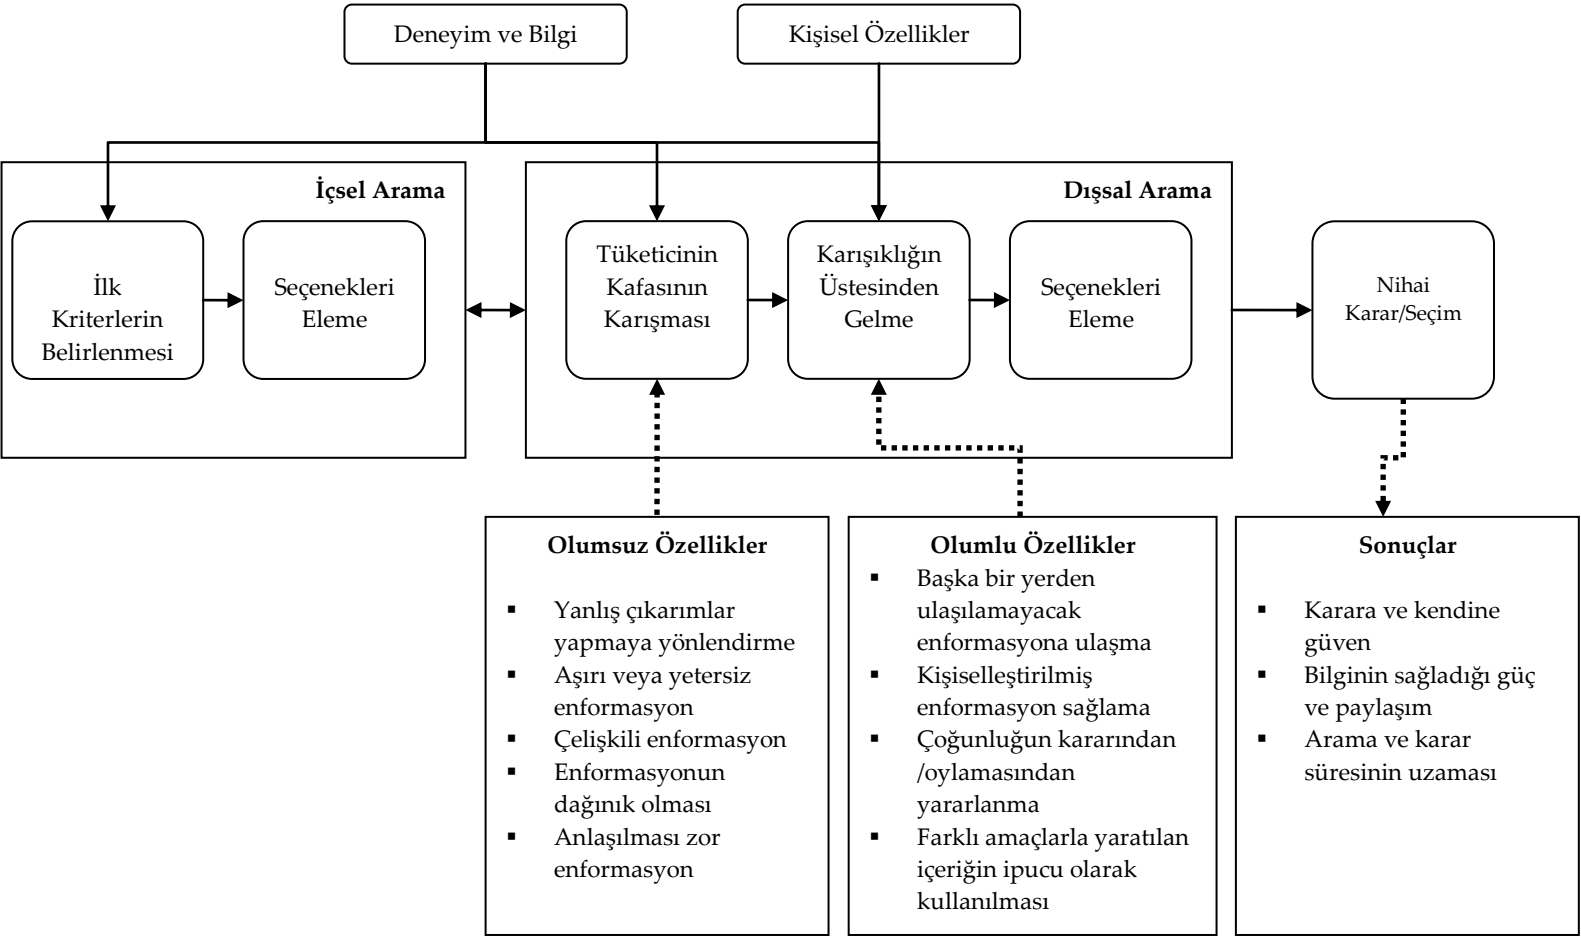 Deneyim ve Bilgi
Kişisel Özellikler
İçsel Arama
İlk
Kriterlerin
Belirlenmesi
Seçenekleri
Eleme
Dışsal Arama
Tüketicinin
Kafasının
Karışması
Karışıklığın
Üstesinden
Gelme
Seçenekleri
Eleme
Nihai
Karar/Seçim
Olumsuz Özellikler
▪ Yanlış çıkarımlar
yapmaya yönlendirme
▪ Aşırı veya yetersiz
enformasyon
▪ Çelişkili enformasyon
▪ Enformasyonun
dağınık olması
▪ Anlaşılması zor
enformasyon
Olumlu Özellikler
▪ Başka bir yerden
ulaşılamayacak
enformasyona ulaşma
▪ Kişiselleştirilmiş
enformasyon sağlama
▪ Çoğunluğun kararından
/oylamasından
yararlanma
▪ Farklı amaçlarla yaratılan
içeriğin ipucu olarak
kullanılması
Sonuçlar
▪ Karara ve kendine
güven
▪ Bilginin sağladığı güç
ve paylaşım
▪ Arama ve karar
süresinin uzaması